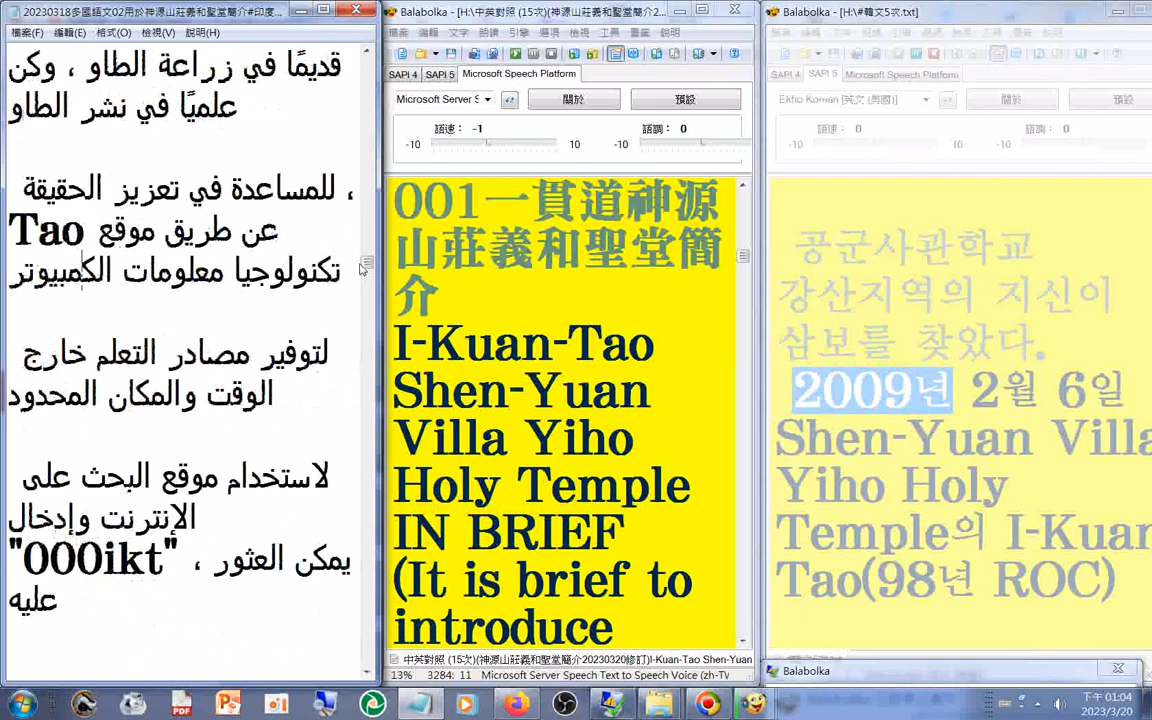 20230318多國語文02用於神源山莊義和聖堂簡介#印度...
檔案(F) 編輯(E) 格式(O) 檢視(V) 說明(H)
قديمًا في زراعة الطاو ، وكن
علميًا في نشر الطاو
، للمساعدة في تعزيز الحقيقة
عن طريق موقع Tao
تكنولوجيا معلومات الكمبيوتر
لتوفير مصادر التعلم خارج
الوقت والمكان المحدود
لاستخدام موقع البحث على
الإنترنت وإدخال
يمكن العثور ، "000ikt"
عليه
Balabolka - [H:\中英對照 (15次)(神源山莊義和聖堂簡介2...
檔案 編輯 文字 朗讀 引擎 選項 檢視 工具 書籤 說明
SAPI 4 SAPI 5 Microsoft Speech Platform
Microsoft Server S 關於 預設
語速： -1 語調： 0
-10 10 -10
001一貫道神源
山莊義和聖堂簡
介
I-Kuan-Tao
Shen-Yuan
Villa Yiho
Holy Temple
IN BRIEF
(It is brief to
introduce
中英對照 (15次)(神源山莊義和聖堂簡介20230320修訂)I-Kuan-Tao Shen-Yuan
13% 3284: 11 Microsoft Server Speech Text to Speech Voice (zh-TW
Balabolka - [H:\#韓文5次.txt]
SAPI 4 SAPI 5 Microsoft Speech Platform
Ekho Korean [英文 (英國)] 關於 預設
語速： 0 語調： 0
-10 10 -10
공군사관학교
강산지역의 지신이
삼보를 찾았다.
2009년 2월 6일
Shen-Yuan Villa
Yiho Holy
Temple의 I-Kuan
Tao(98년 ROC)
Balabolka
下午 01:04
2023/3/20